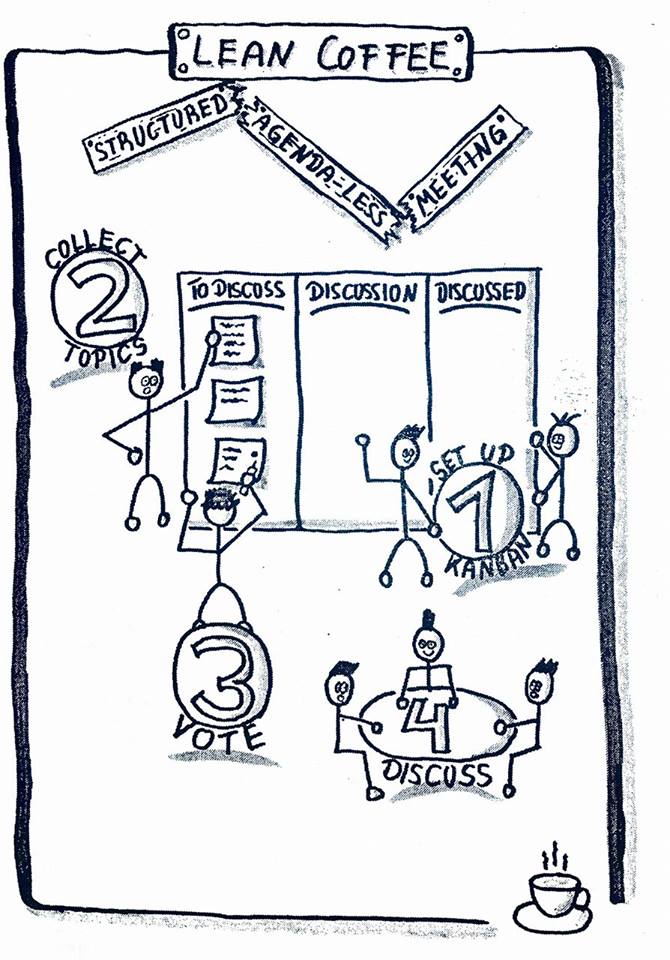 LEAN COFFEE
STRUCTURED
AGENDA-LESS
MEETING
COLLECT
2
TOPICS
TO DISCUSS
DISCUSSION
DISCUSSED
SET UP
1
KANBAN
3
VOTE
4
DISCUSS